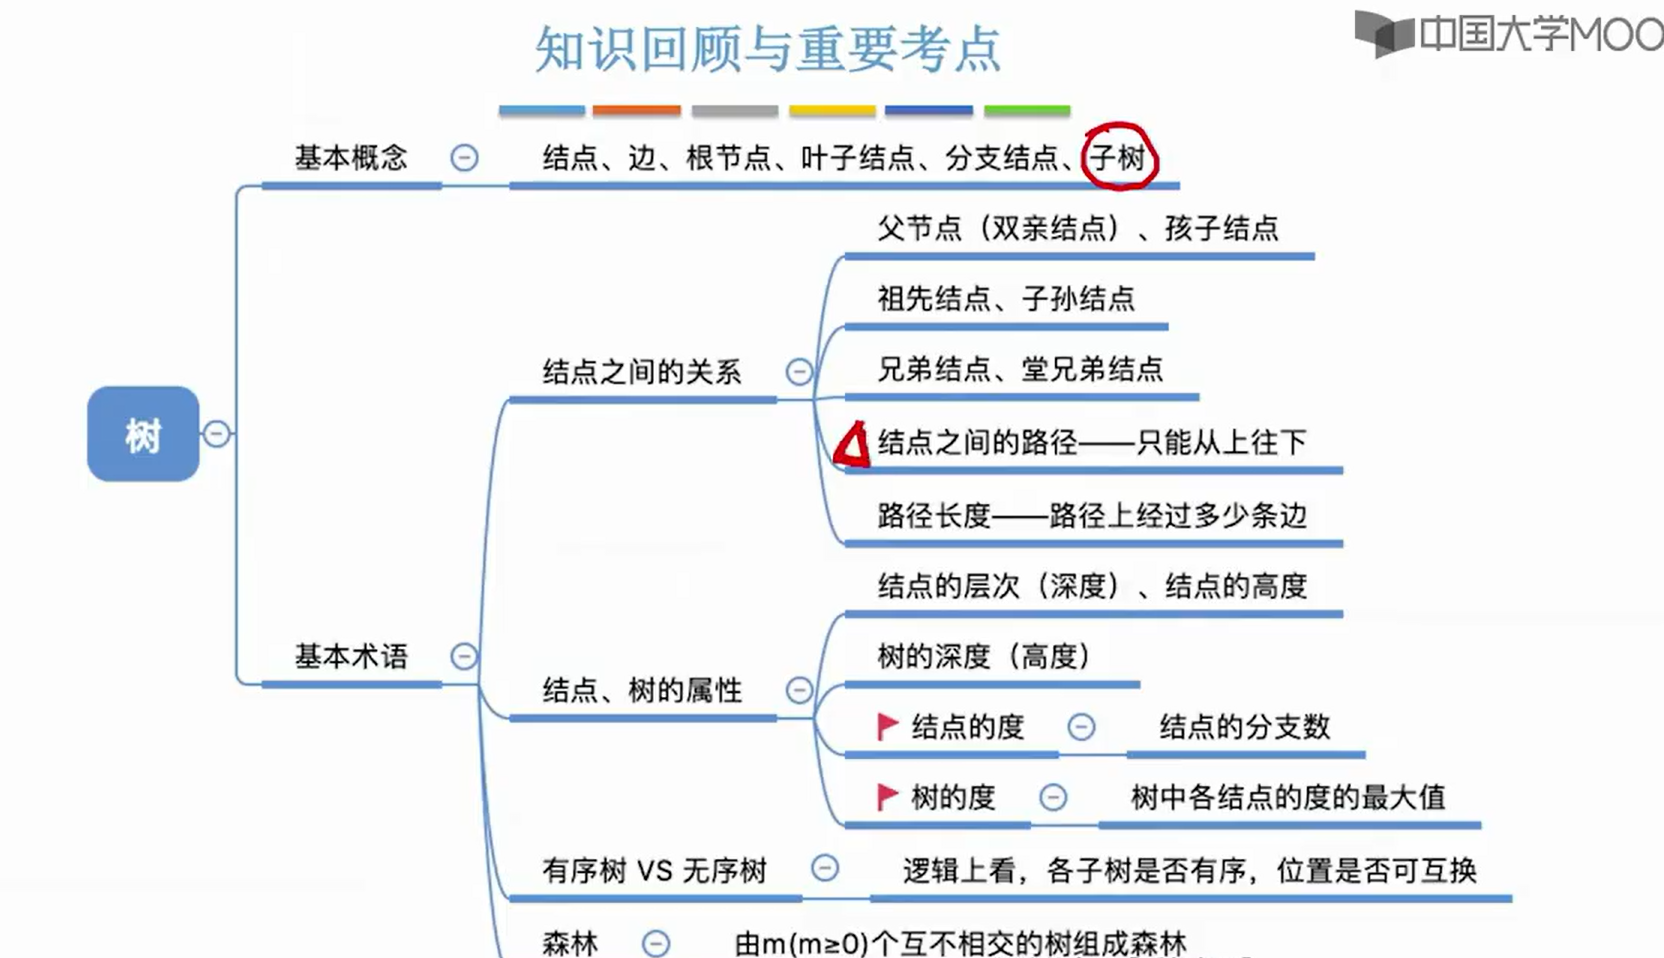 知识回顾与重要考点
中国大学MOO
基本概念
结点、边、根节点、叶子结点、分支结点、子树
父节点（双亲结点）、孩子结点
祖先结点、子孙结点
结点之间的关系
兄弟结点、堂兄弟结点
树
结点之间的路径——只能从上往下
路径长度——路径上经过多少条边
结点的层次（深度）、结点的高度
基本术语
树的深度（高度）
结点、树的属性
结点的度
结点的分支数
树的度
树中各结点的度的最大值
有序树 VS 无序树
逻辑上看，各子树是否有序，位置是否可互换
森林
由m(m≥0)个互不相交的树组成森林